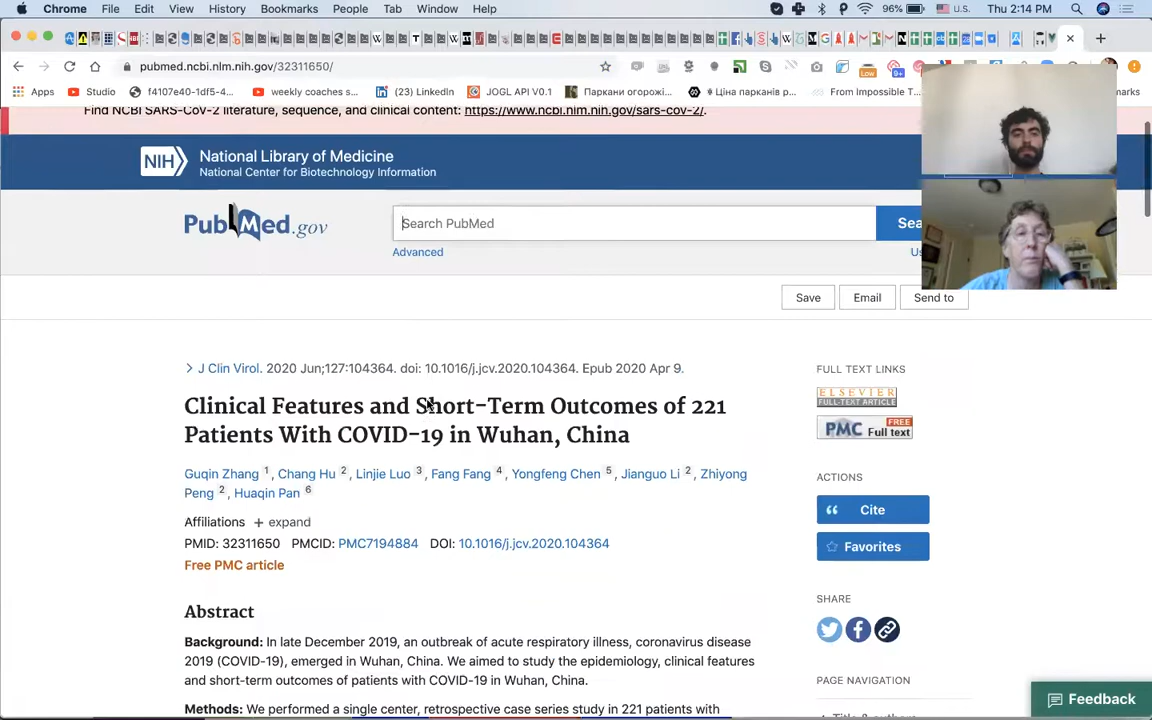 Chrome File Edit View History Bookmarks People Tab Window Help 96% U.S. Thu 2:14 PM
pubmed.ncbi.nlm.nih.gov/32311650/
Apps Studio f4107e40-1df5-4... weekly coaches s... (23) LinkedIn JOGL API V0.1 Паркани огорожі... Ціна парканів р... From Impossible T... marks
Low 9+
Find NCBI SARS-CoV-2 literature, sequence, and clinical content: https://www.ncbi.nlm.nih.gov/sars-cov-2/.
NIH National Library of Medicine
National Center for Biotechnology Information
PubMed.gov
Search PubMed
Sea
Advanced
Us
Save Email Send to
J Clin Virol. 2020 Jun;127:104364. doi: 10.1016/j.jcv.2020.104364. Epub 2020 Apr 9.
Clinical Features and Short-Term Outcomes of 221
Patients With COVID-19 in Wuhan, China
Guqin Zhang 1, Chang Hu 2, Linjie Luo 3, Fang Fang 4, Yongfeng Chen 5, Jianguo Li 2, Zhiyong
Peng 2, Huaqin Pan 6
Affiliations + expand
PMID: 32311650 PMCID: PMC7194884 DOI: 10.1016/j.jcv.2020.104364
Free PMC article
Abstract
Background: In late December 2019, an outbreak of acute respiratory illness, coronavirus disease
2019 (COVID-19), emerged in Wuhan, China. We aimed to study the epidemiology, clinical features
and short-term outcomes of patients with COVID-19 in Wuhan, China.
Methods: We performed a single center, retrospective case series study in 221 patients with
FULL TEXT LINKS
ELSEVIER
FULL-TEXT ARTICLE
PMC FREE Full text
ACTIONS
Cite
Favorites
SHARE
PAGE NAVIGATION
Title & authors
Feedback